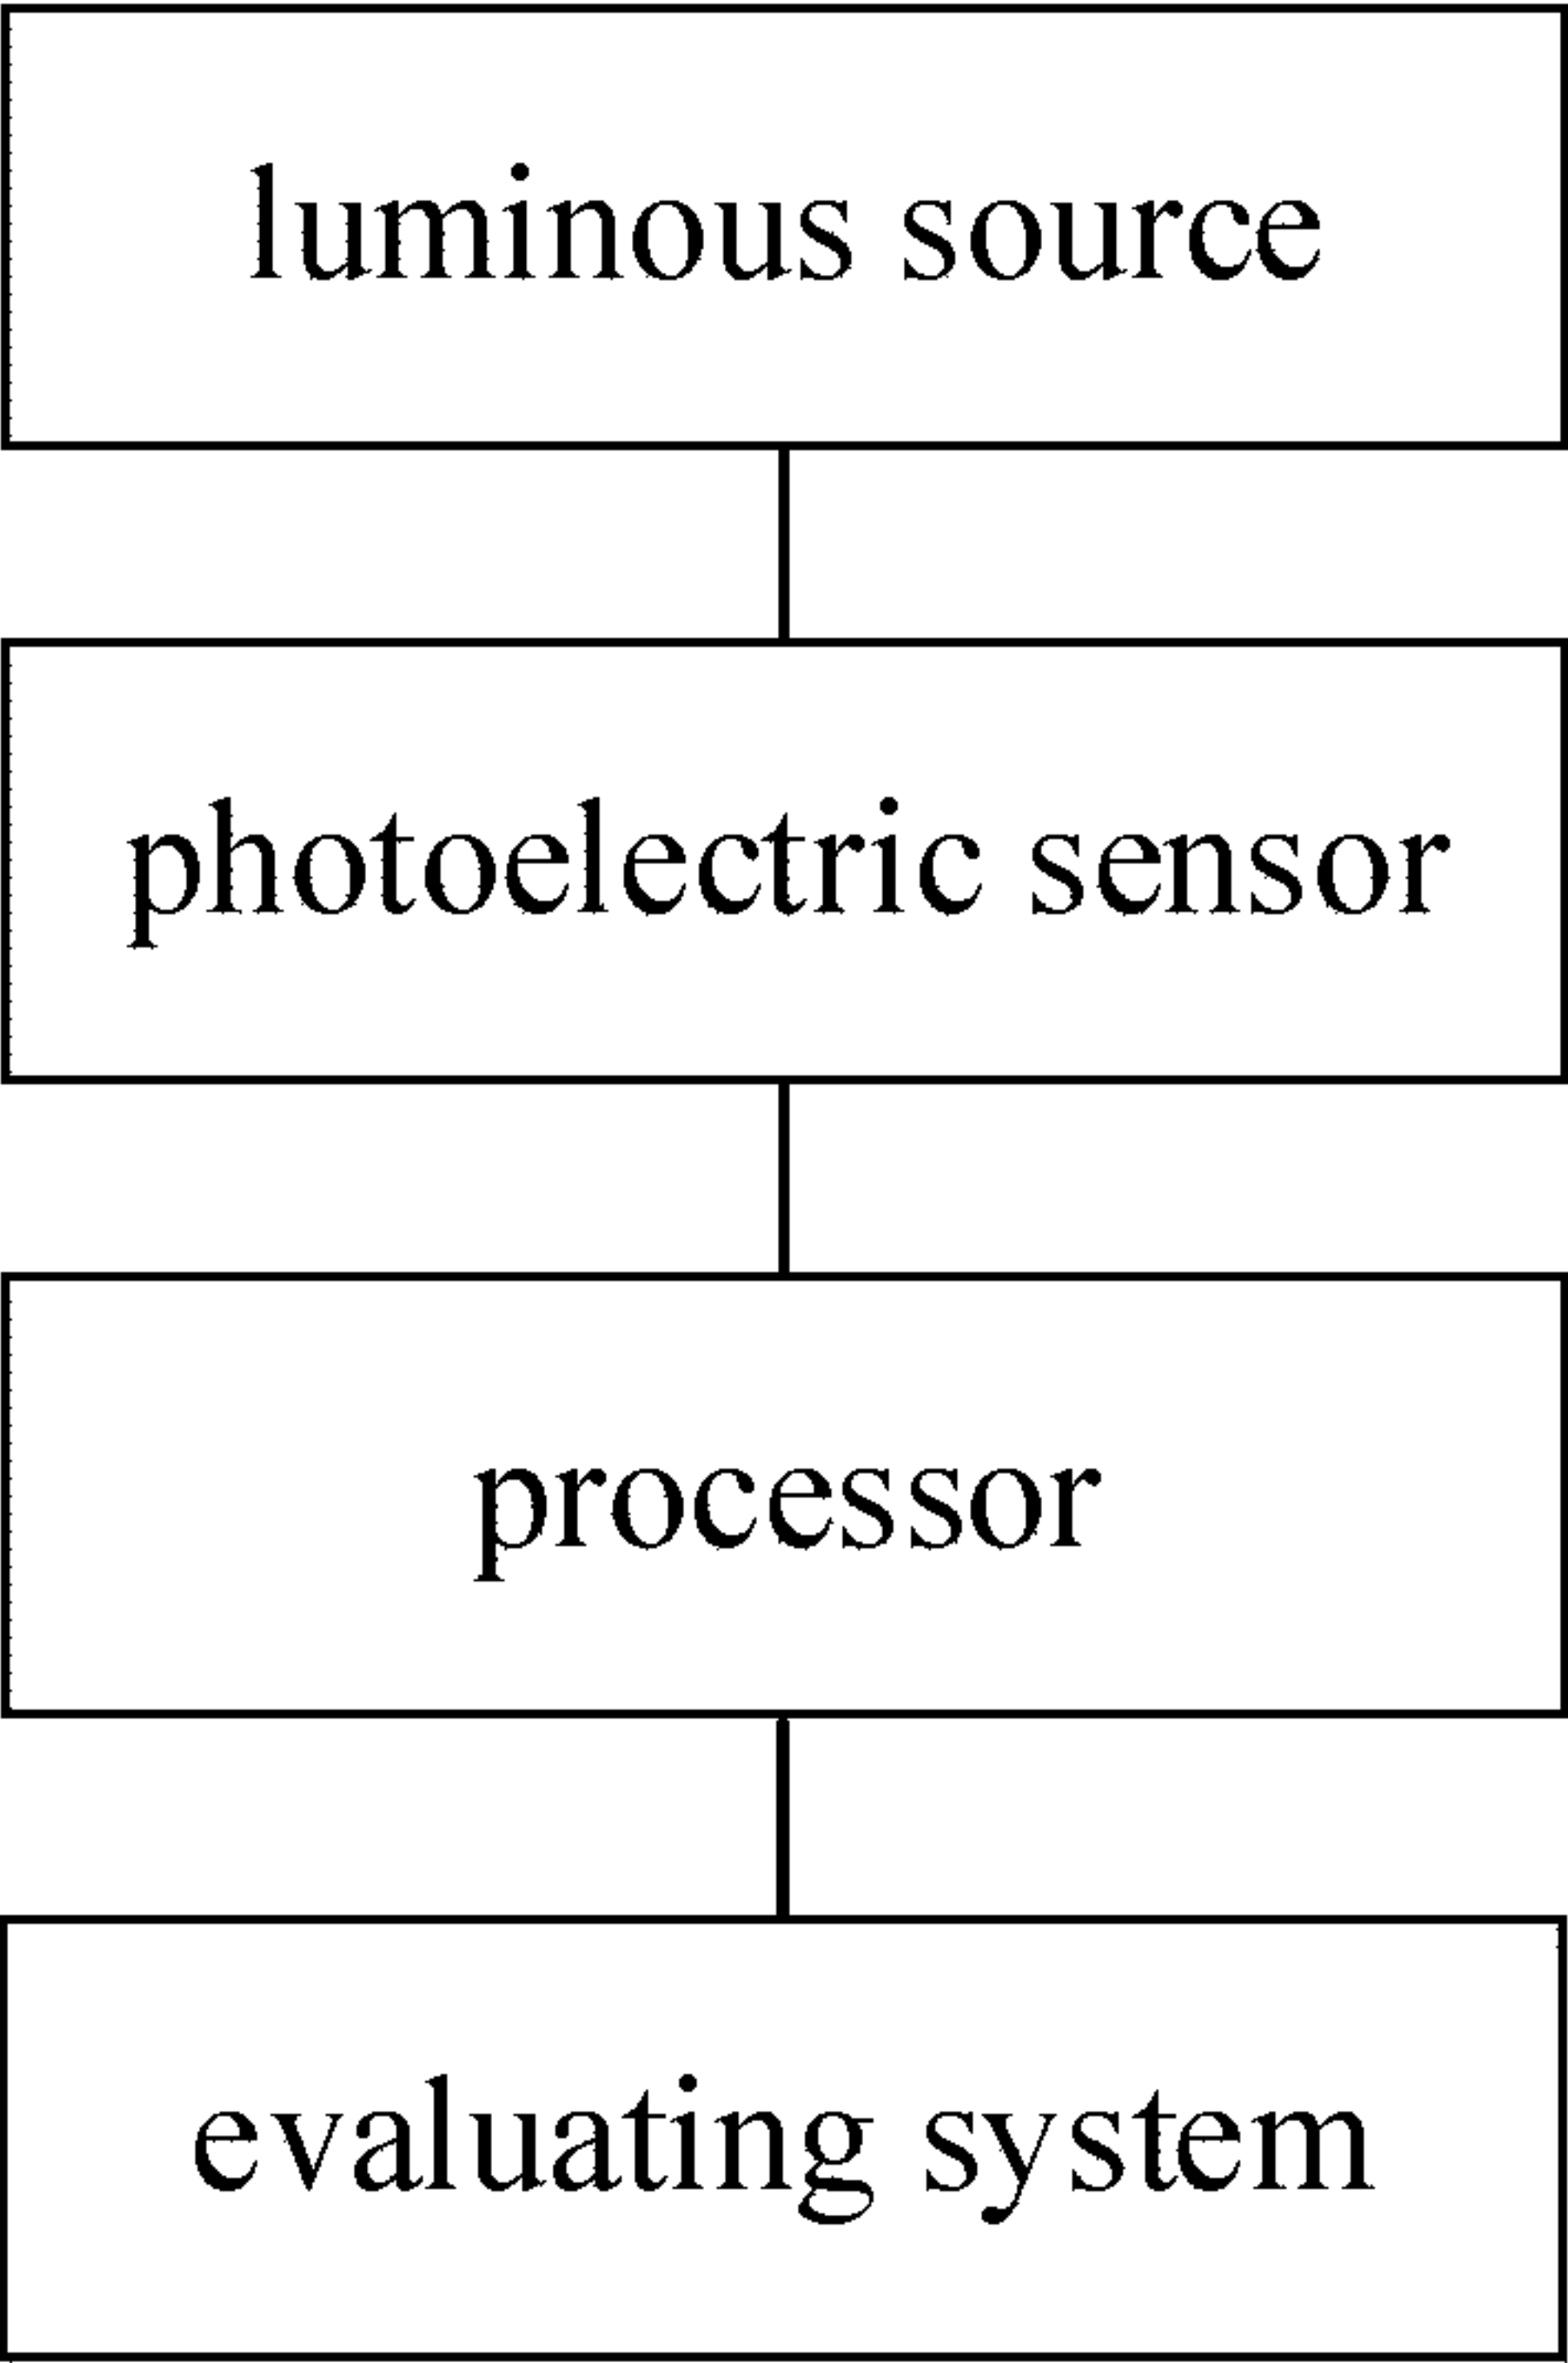 luminous source
photoelectric sensor
processor
evaluating system